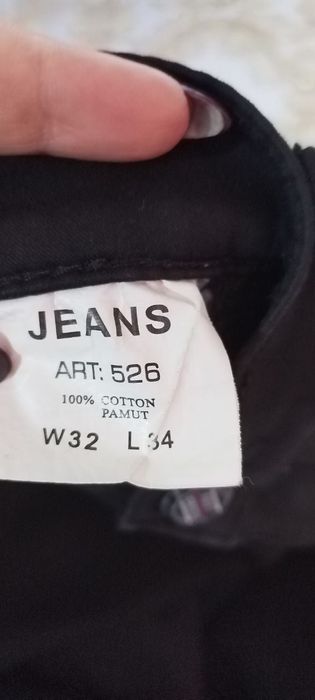 JEANS
ART: 526
100% COTTON
PAMUT
W32 L34